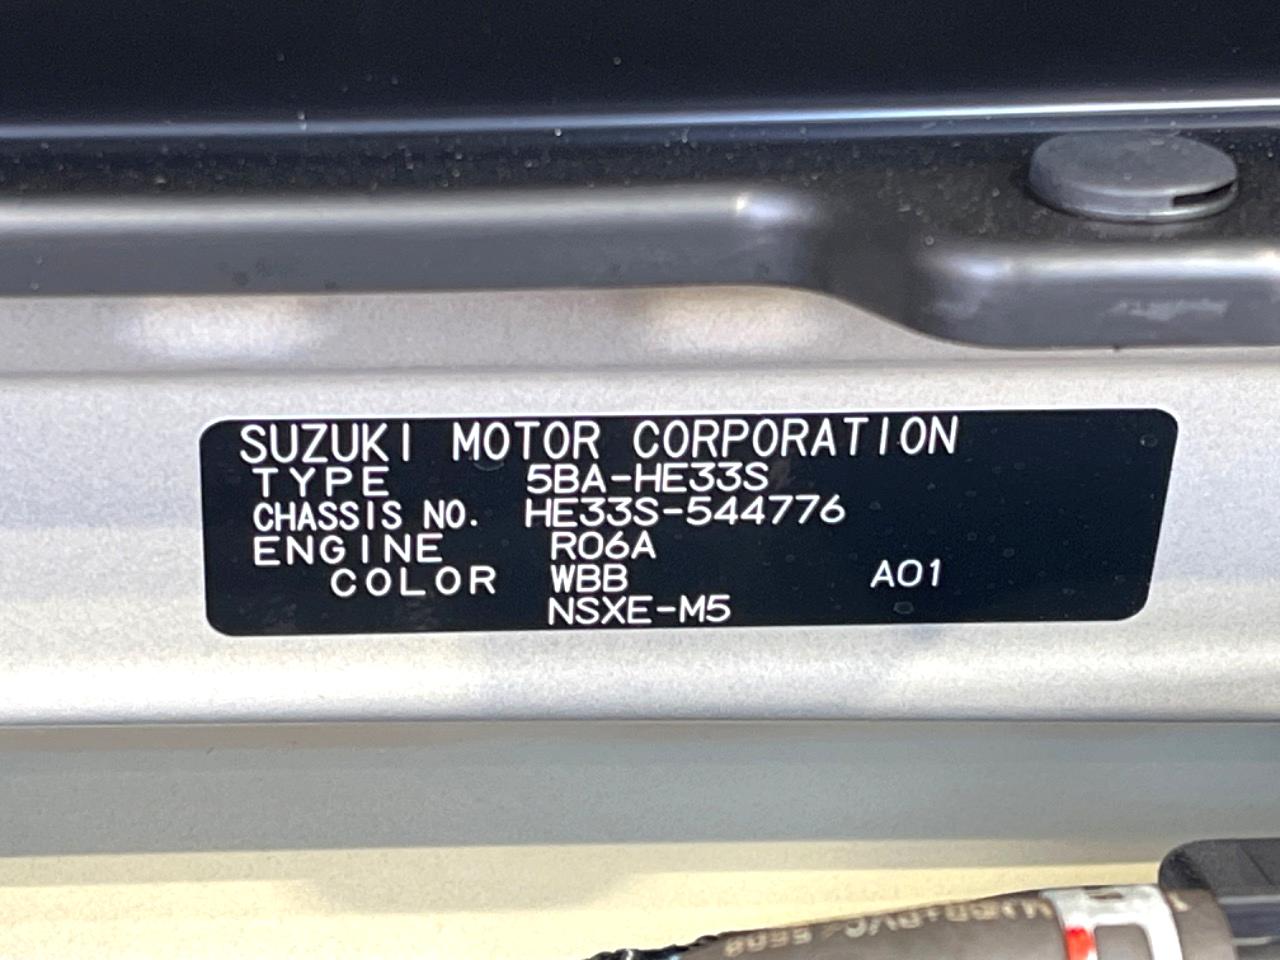 SUZUKI MOTOR CORPORATION
TYPE 5BA-HE33S
CHASSIS NO. HE33S-544776
ENGINE R06A
COLOR WBB A01
NSXE-M5